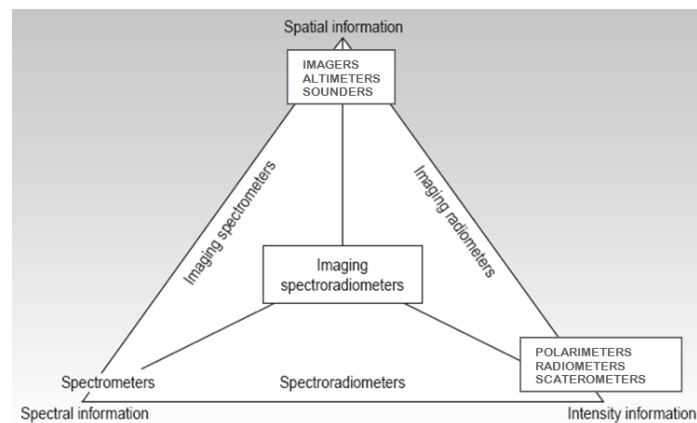 Spatial information
IMAGERS
ALTIMETERS
SOUNDERS
Imaging spectrometers
Imaging radiometers
Imaging
spectroradiometers
POLARIMETERS
RADIOMETERS
SCATEROMETERS
Spectrometers
Spectroradiometers
Spectral information
Intensity information